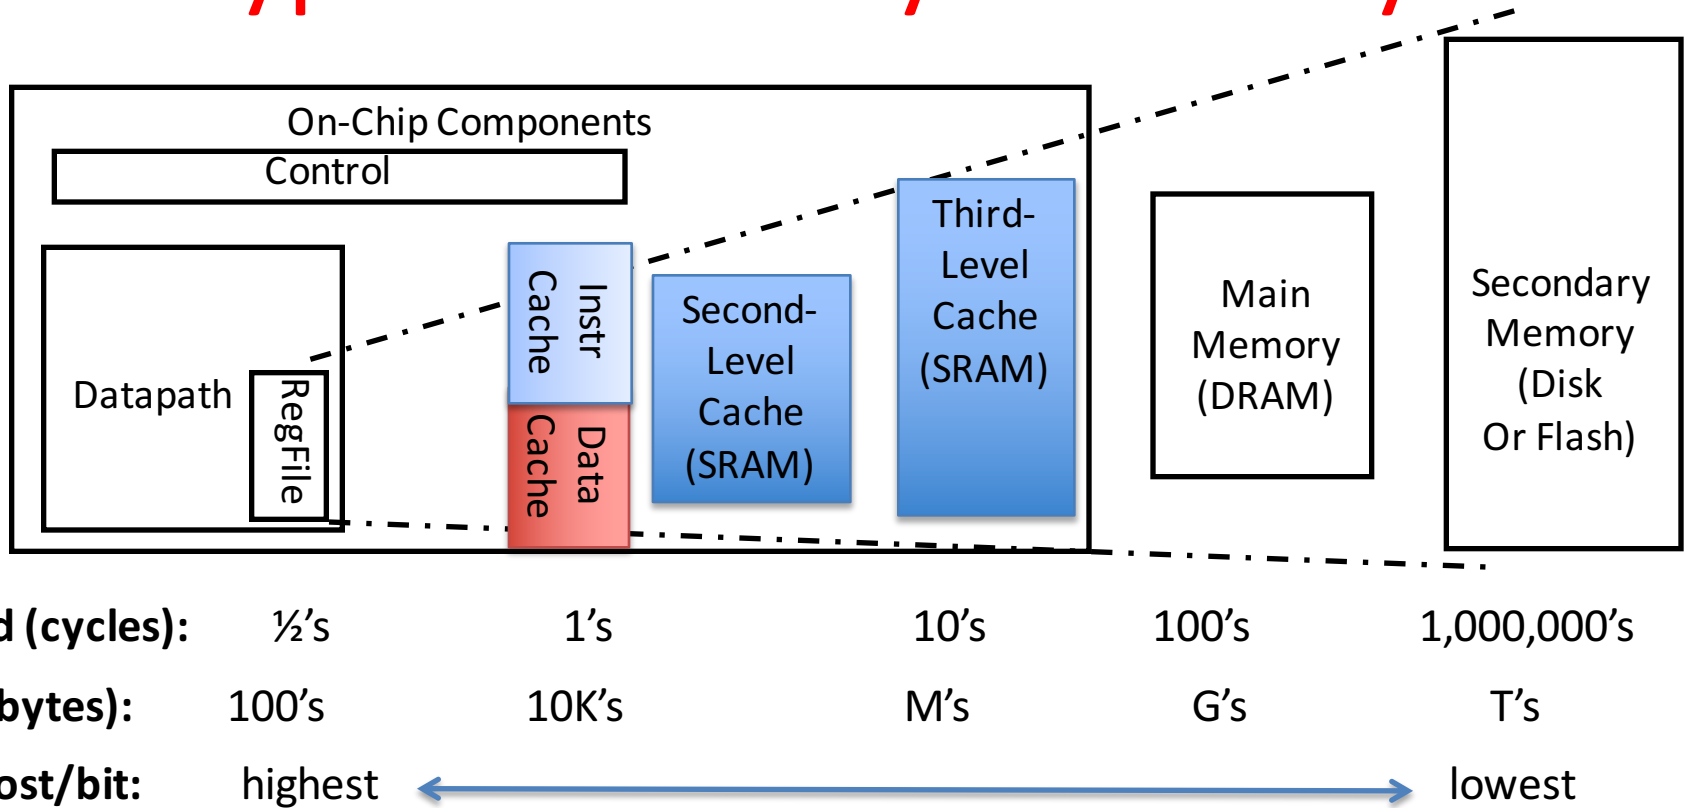 On-Chip Components
Control
Datapath
RegFile
Instr
Cache
Data
Cache
Second-
Level
Cache
(SRAM)
Third-
Level
Cache
(SRAM)
Main
Memory
(DRAM)
Secondary
Memory
(Disk
Or Flash)
(cycles): ½’s 1’s 10’s 100’s 1,000,000’s
bytes): 100’s 10K’s M’s G’s T’s
ost/bit: highest lowest